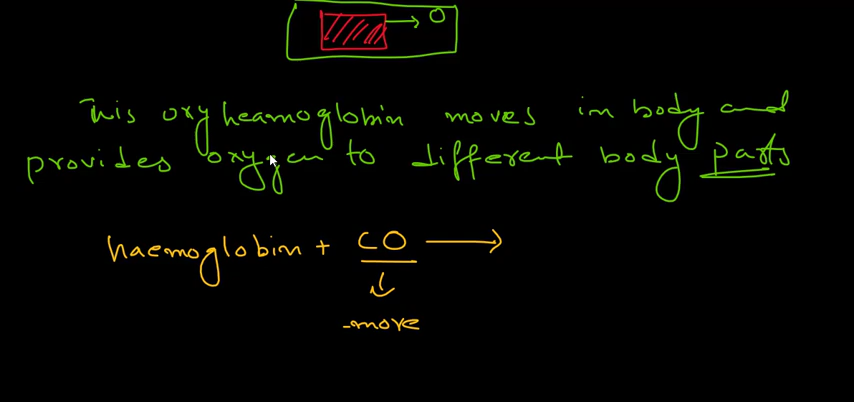 O
This oxyheamoglobin moves in body and
provides oxygen to different body parts
haemoglobin + CO →
↓
more